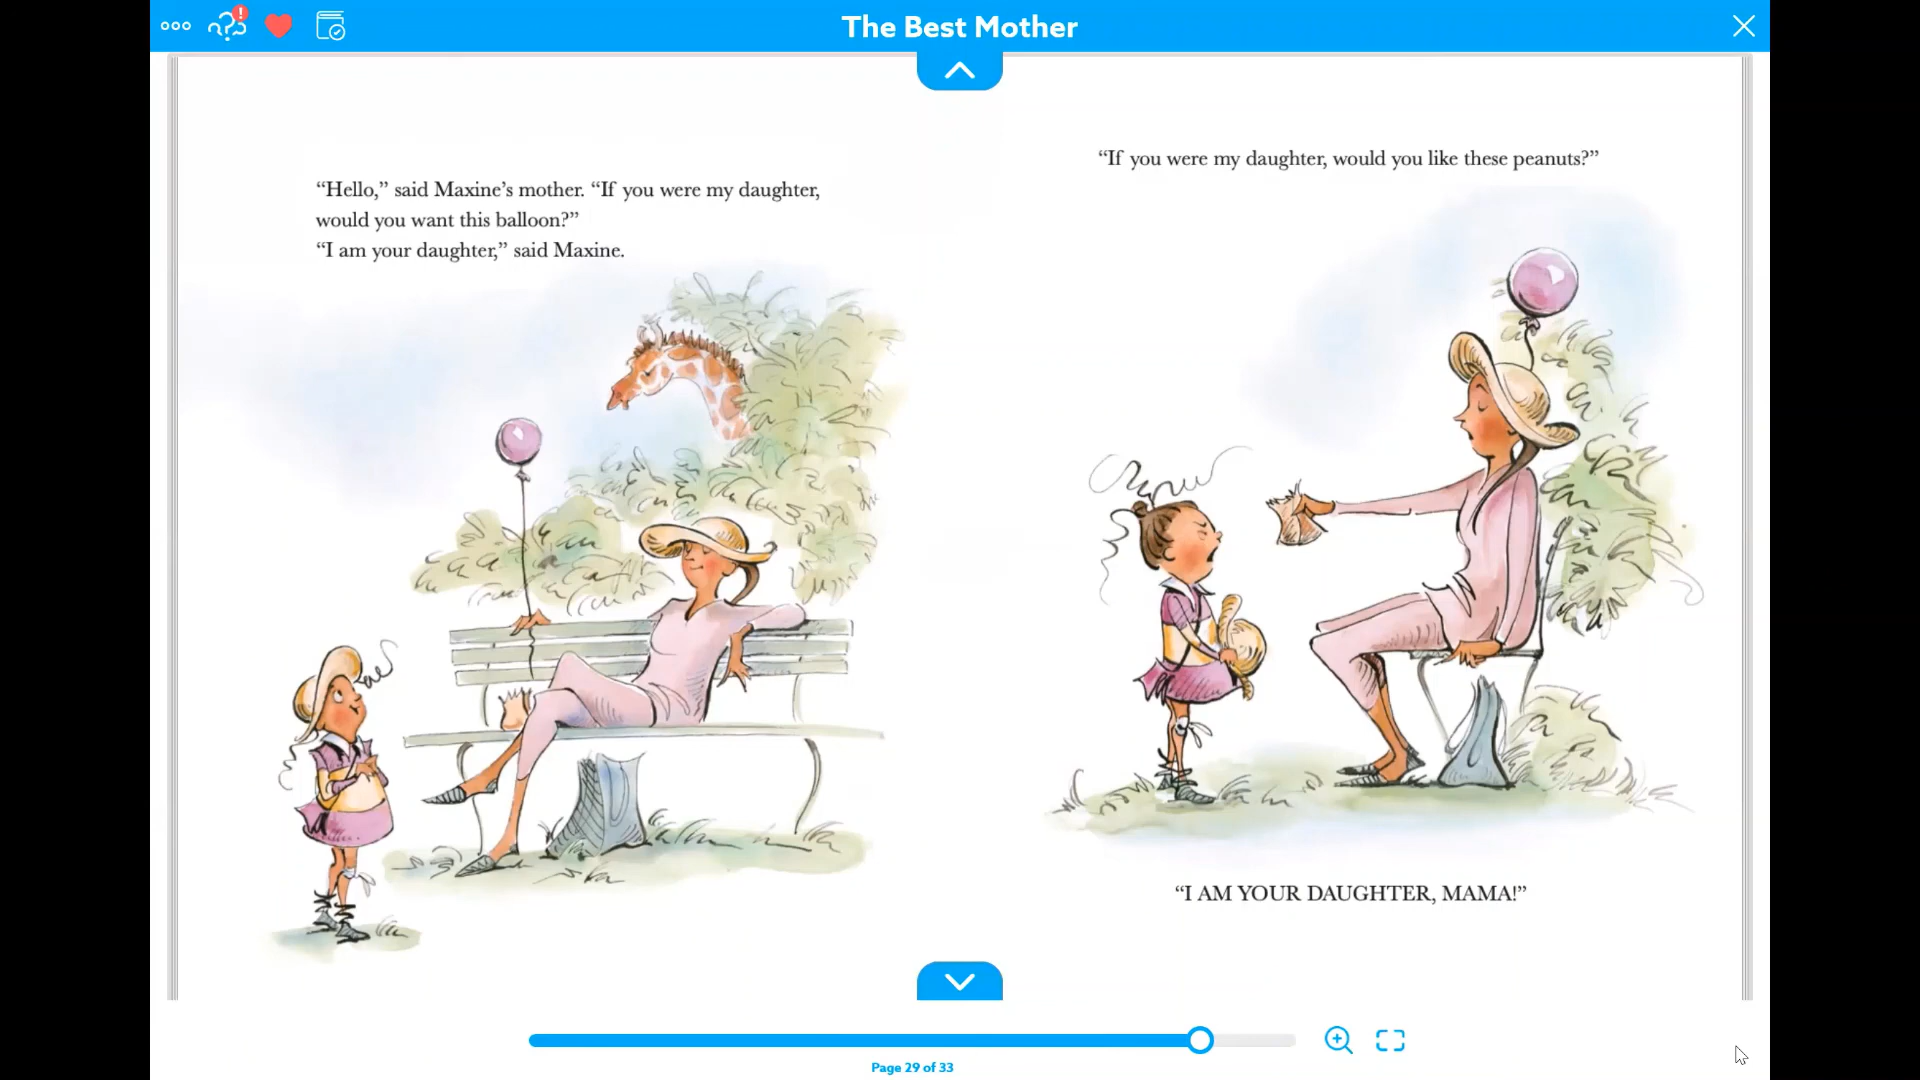 The Best Mother
“Hello,” said Maxine’s mother. “If you were my daughter,
would you want this balloon?”
“I am your daughter,” said Maxine.
“If you were my daughter, would you like these peanuts?”
“I AM YOUR DAUGHTER, MAMA!”
Page 29 of 33